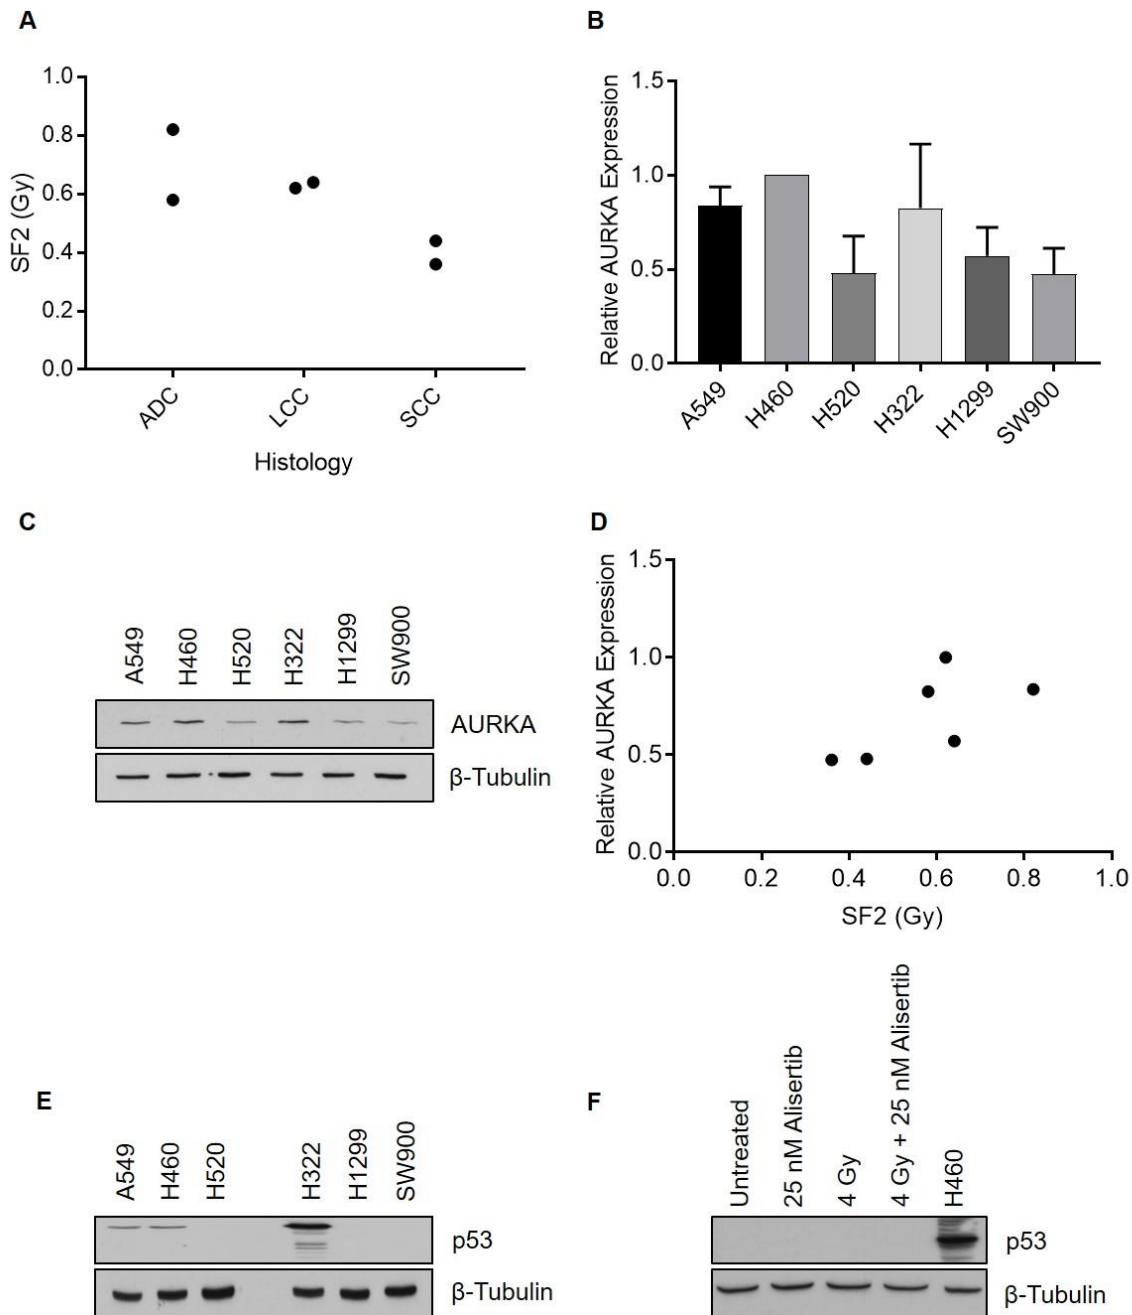 A
SF2 (Gy)
1.0
0.8
0.6
0.4
0.2
0.0
ADC
LCC
SCC
Histology
B
Relative AURKA Expression
1.5
1.0
0.5
0.0
A549
H460
H520
H322
H1299
SW900
C
A549
H460
H520
H322
H1299
SW900
AURKA
β-Tubulin
D
Relative AURKA Expression
1.5
1.0
0.5
0.0
0.0 0.2 0.4 0.6 0.8 1.0
SF2 (Gy)
E
A549
H460
H520
H322
H1299
SW900
p53
β-Tubulin
F
Untreated
25 nM Alisertib
4 Gy
4 Gy + 25 nM Alisertib
H460
p53
β-Tubulin